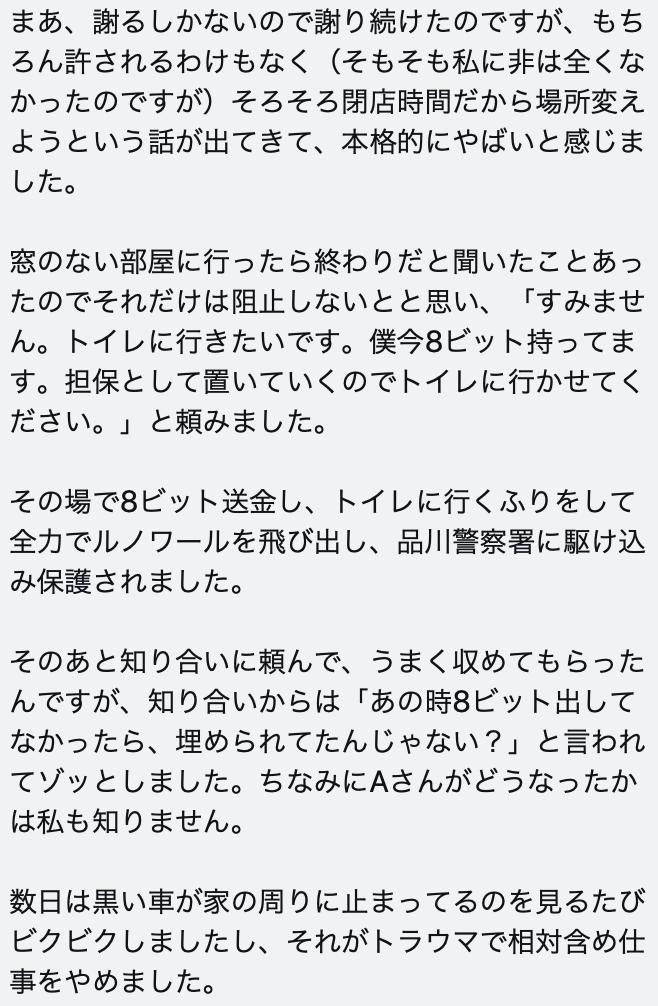 まあ、謝るしかないので謝り続けたのですが、もち
ろん許されるわけもなく（そもそも私に非は全くな
かったのですが）そろそろ閉店時間だから場所変え
ようという話が出てきて、本格的にやばいと感じま
した。
窓のない部屋に行ったら終わりだと聞いたことあっ
たのでそれだけは阻止しないとと思い、「すみませ
ん。トイレに行きたいです。僕今8ビット持ってま
す。担保として置いていくのでトイレに行かせてく
ださい。」と頼みました。
その場で8ビット送金し、トイレに行くふりをして
全力でルノワールを飛び出し、品川警察署に駆け込
み保護されました。
そのあと知り合いに頼んで、うまく収めてもらった
んですが、知り合いからは「あの時8ビット出して
なかったら、埋められてたんじゃない？」と言われ
てゾッとしました。ちなみにAさんがどうなったか
は私も知りません。
数日は黒い車が家の周りに止まってるのを見るたび
ビクビクしましたし、それがトラウマで相対含め仕
事をやめました。